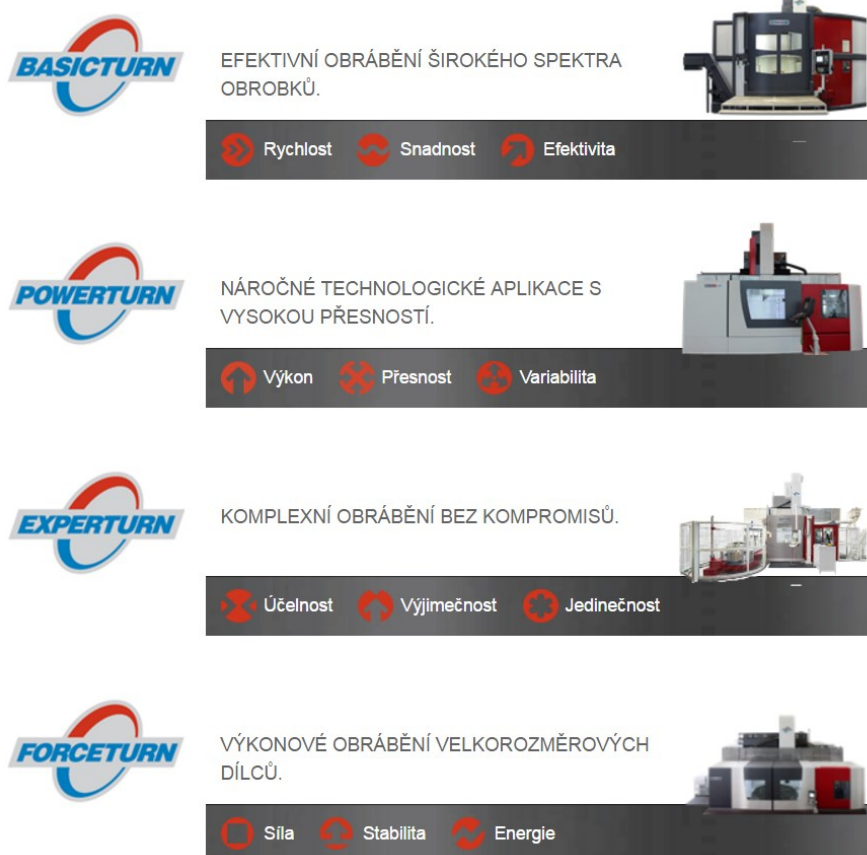 BASICTURN
EFEKTIVNÍ OBRÁBĚNÍ ŠIROKÉHO SPEKTRA
OBROBKŮ.
Rychlost Snadnost Efektivita
POWERTURN
NÁROČNÉ TECHNOLOGICKÉ APLIKACE S
VYSOKOU PŘESNOSTÍ.
Výkon Přesnost Variabilita
EXPERTURN
KOMPLEXNÍ OBRÁBĚNÍ BEZ KOMPROMISŮ.
Účelnost Výjimečnost Jedinečnost
FORCETURN
VÝKONOVÉ OBRÁBĚNÍ VELKOROZMĚROVÝCH
DÍLCŮ.
Síla Stabilita Energie